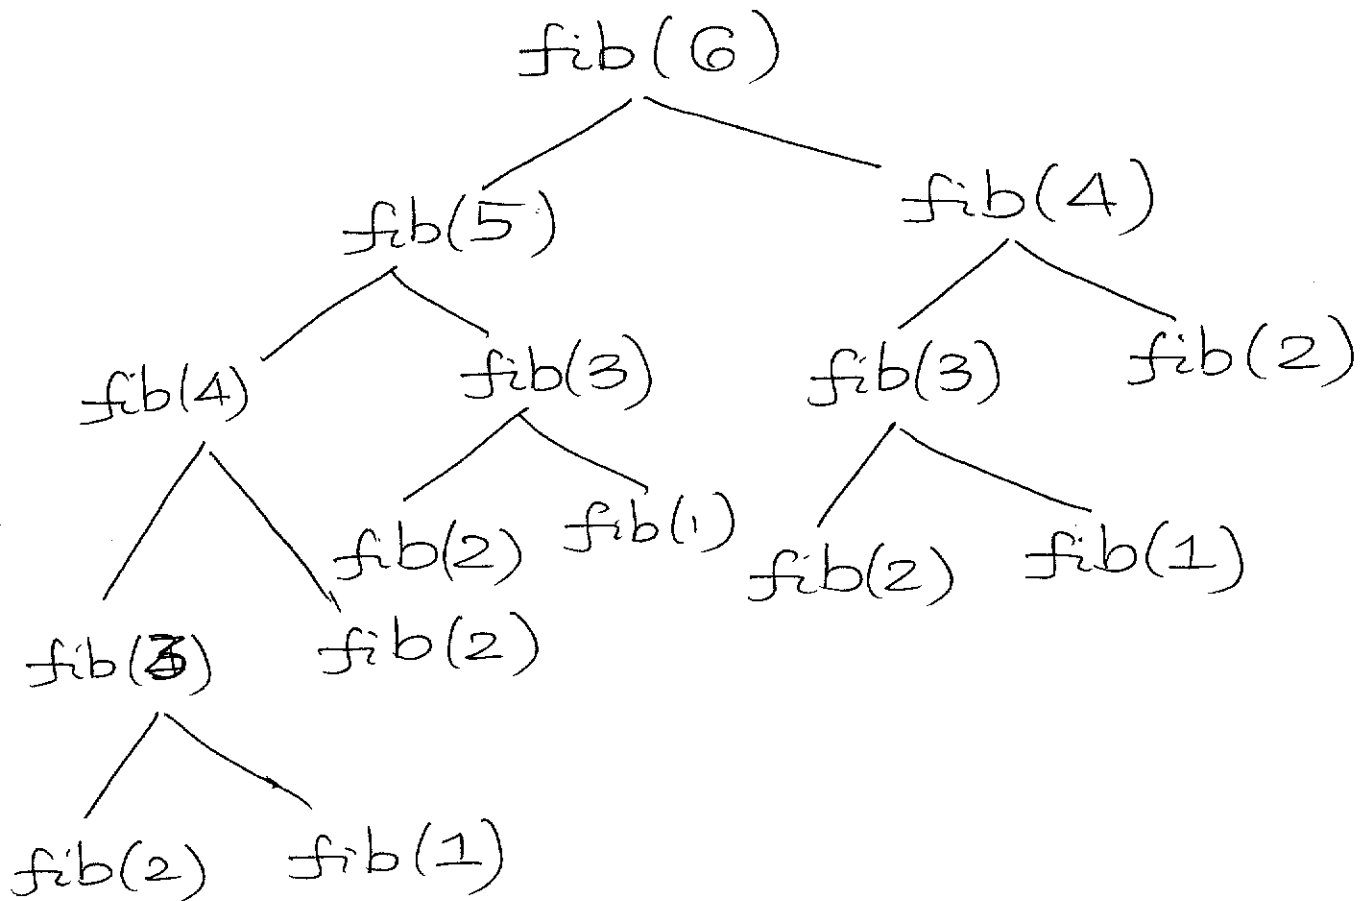 fib(6)
fib(5) fib(4)
fib(4) fib(3) fib(3) fib(2)
fib(2) fib(1) fib(2) fib(1)
fib(3) fib(2)
fib(2) fib(1)